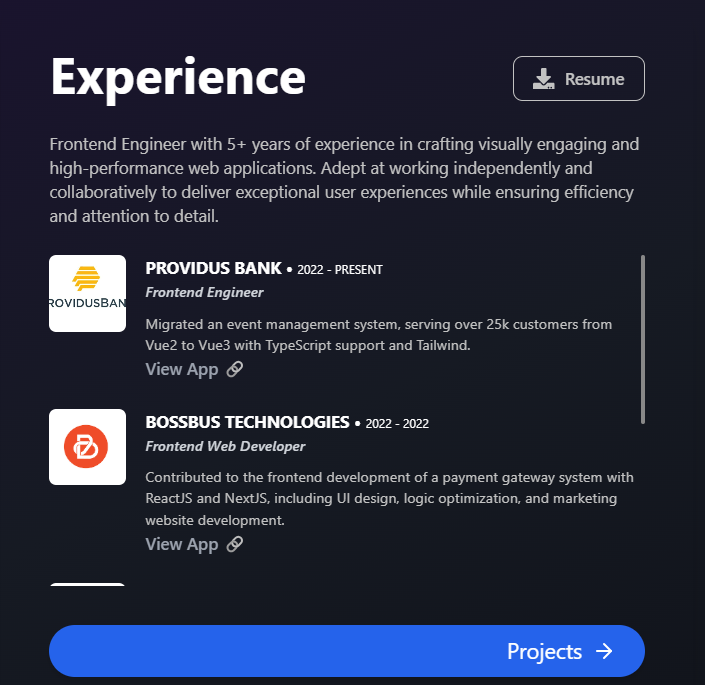 Experience
Resume
Frontend Engineer with 5+ years of experience in crafting visually engaging and
high-performance web applications. Adept at working independently and
collaboratively to deliver exceptional user experiences while ensuring efficiency
and attention to detail.
ROVIDUSBAN
PROVIDUS BANK • 2022 - PRESENT
Frontend Engineer
Migrated an event management system, serving over 25k customers from
Vue2 to Vue3 with TypeScript support and Tailwind.
View App
BOSSBUS TECHNOLOGIES • 2022 - 2022
Frontend Web Developer
Contributed to the frontend development of a payment gateway system with
ReactJS and NextJS, including UI design, logic optimization, and marketing
website development.
View App
Projects →